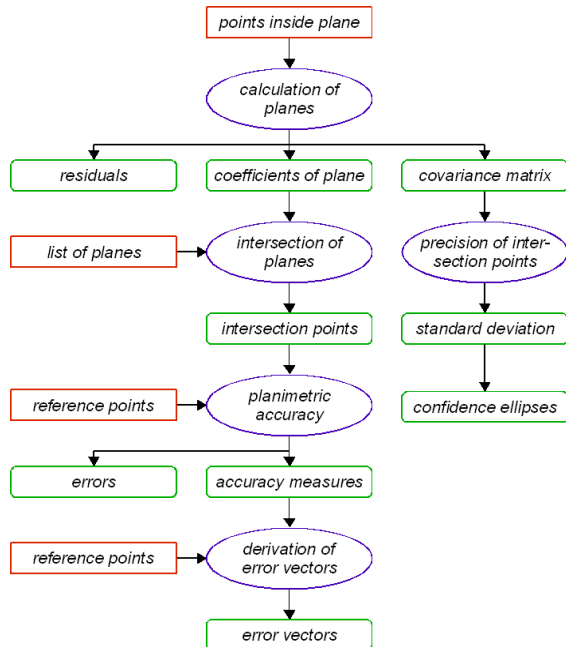 points inside plane
calculation of
planes
residuals
coefficients of plane
covariance matrix
list of planes
intersection of
planes
precision of inter-
section points
intersection points
standard deviation
reference points
planimetric
accuracy
confidence ellipses
errors
accuracy measures
reference points
derivation of
error vectors
error vectors